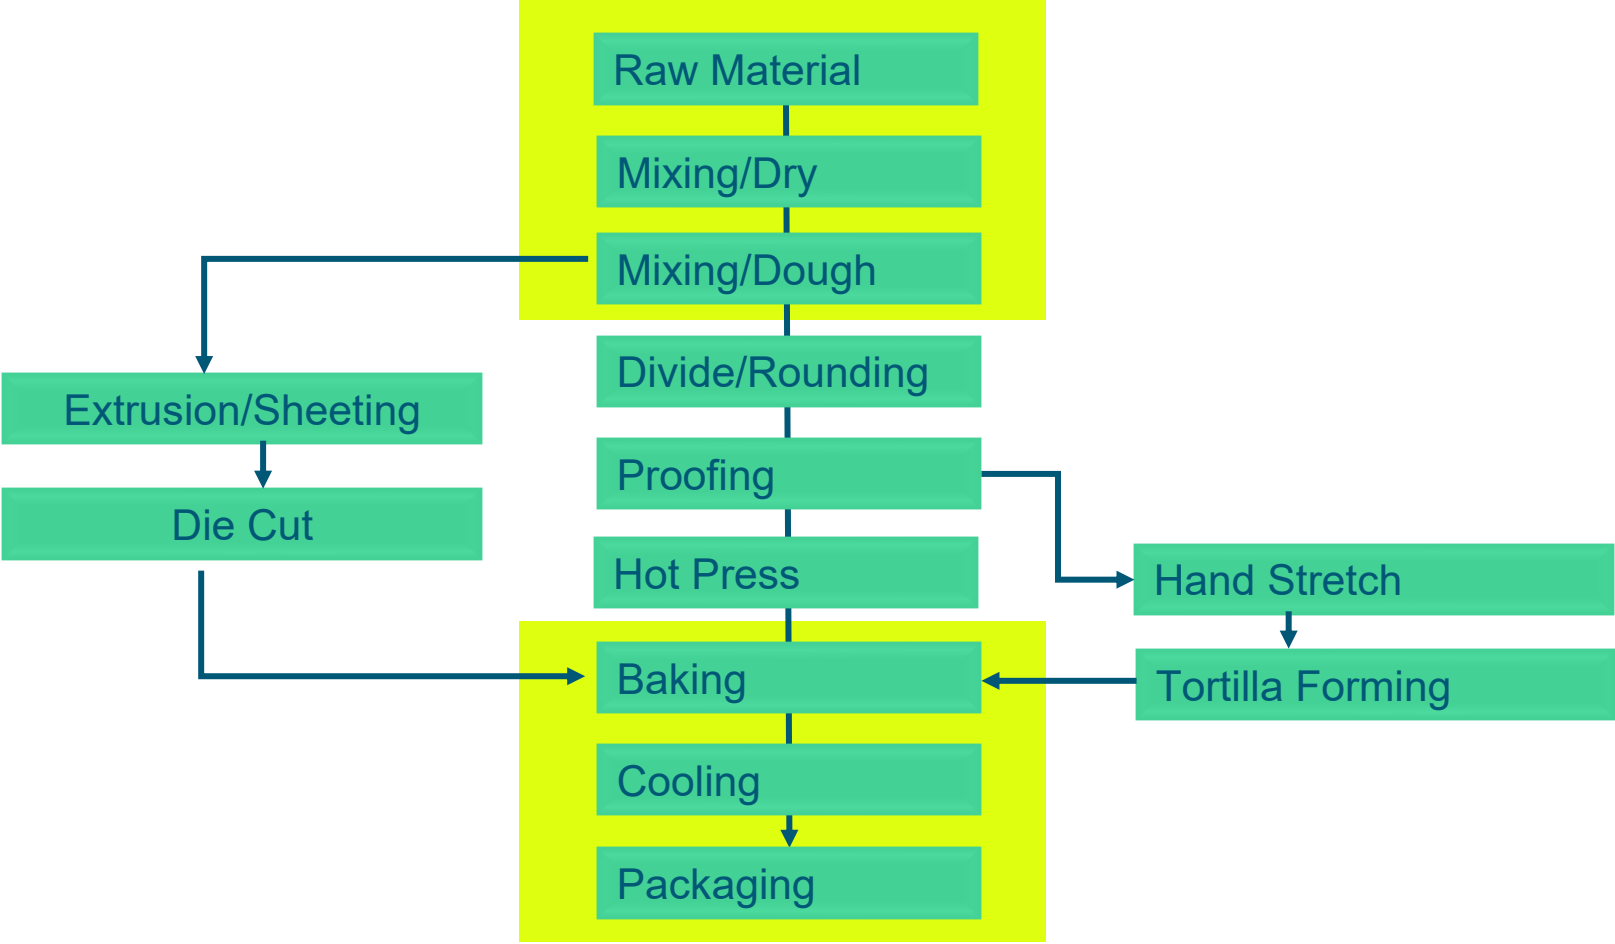 Raw Material
Mixing/Dry
Mixing/Dough
Divide/Rounding
Extrusion/Sheeting
Proofing
Die Cut
Hot Press
Hand Stretch
Baking
Tortilla Forming
Cooling
Packaging